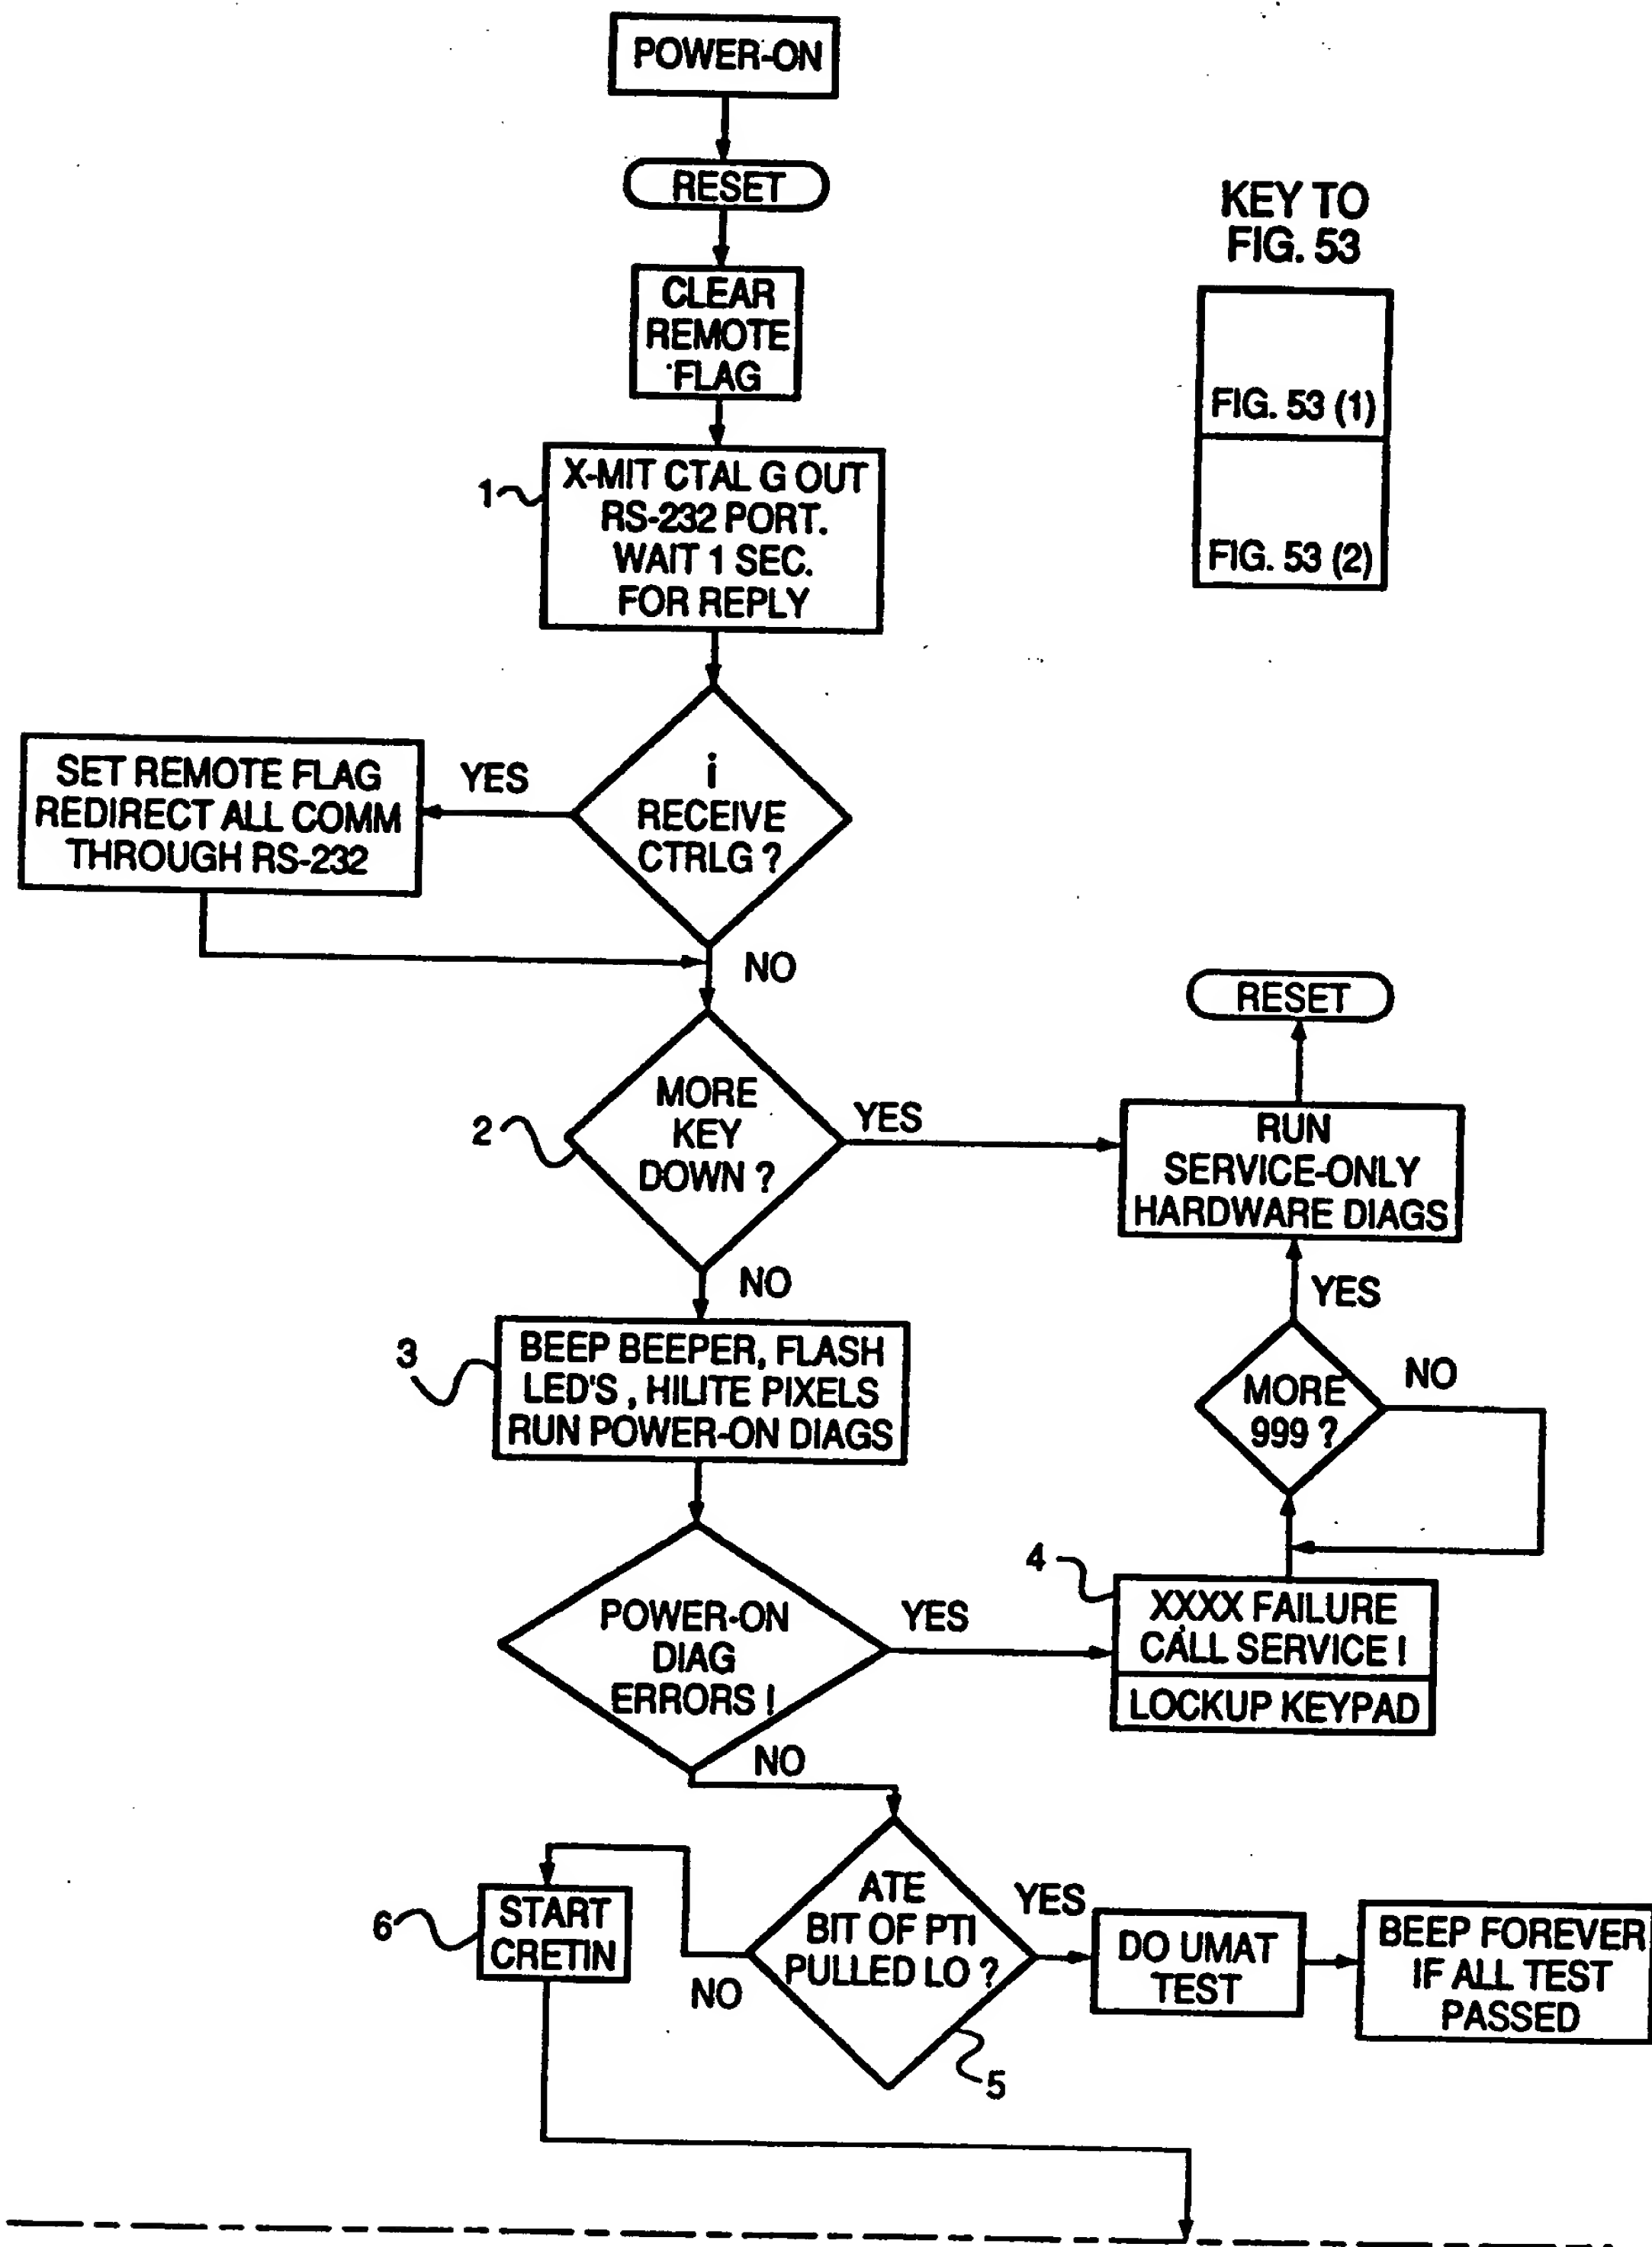 POWER-ON
RESET
KEY TO
FIG. 53
FIG. 53 (1)
FIG. 53 (2)
CLEAR
REMOTE
FLAG
1
X-MIT CTAL G OUT
RS-232 PORT.
WAIT 1 SEC.
FOR REPLY
i
RECEIVE
CTRLG ?
YES
SET REMOTE FLAG
REDIRECT ALL COMM
THROUGH RS-232
NO
2
MORE
KEY
DOWN ?
YES
RESET
RUN
SERVICE-ONLY
HARDWARE DIAGS
NO
YES
3
BEEP BEEPER, FLASH
LED'S , HILITE PIXELS
RUN POWER-ON DIAGS
MORE
999 ?
NO
POWER-ON
DIAG
ERRORS !
YES
4
XXXX FAILURE
CALL SERVICE !
LOCKUP KEYPAD
NO
ATE
BIT OF PTI
PULLED LO ?
YES
DO UMAT
TEST
BEEP FOREVER
IF ALL TEST
PASSED
NO
5
6
START
CRETIN